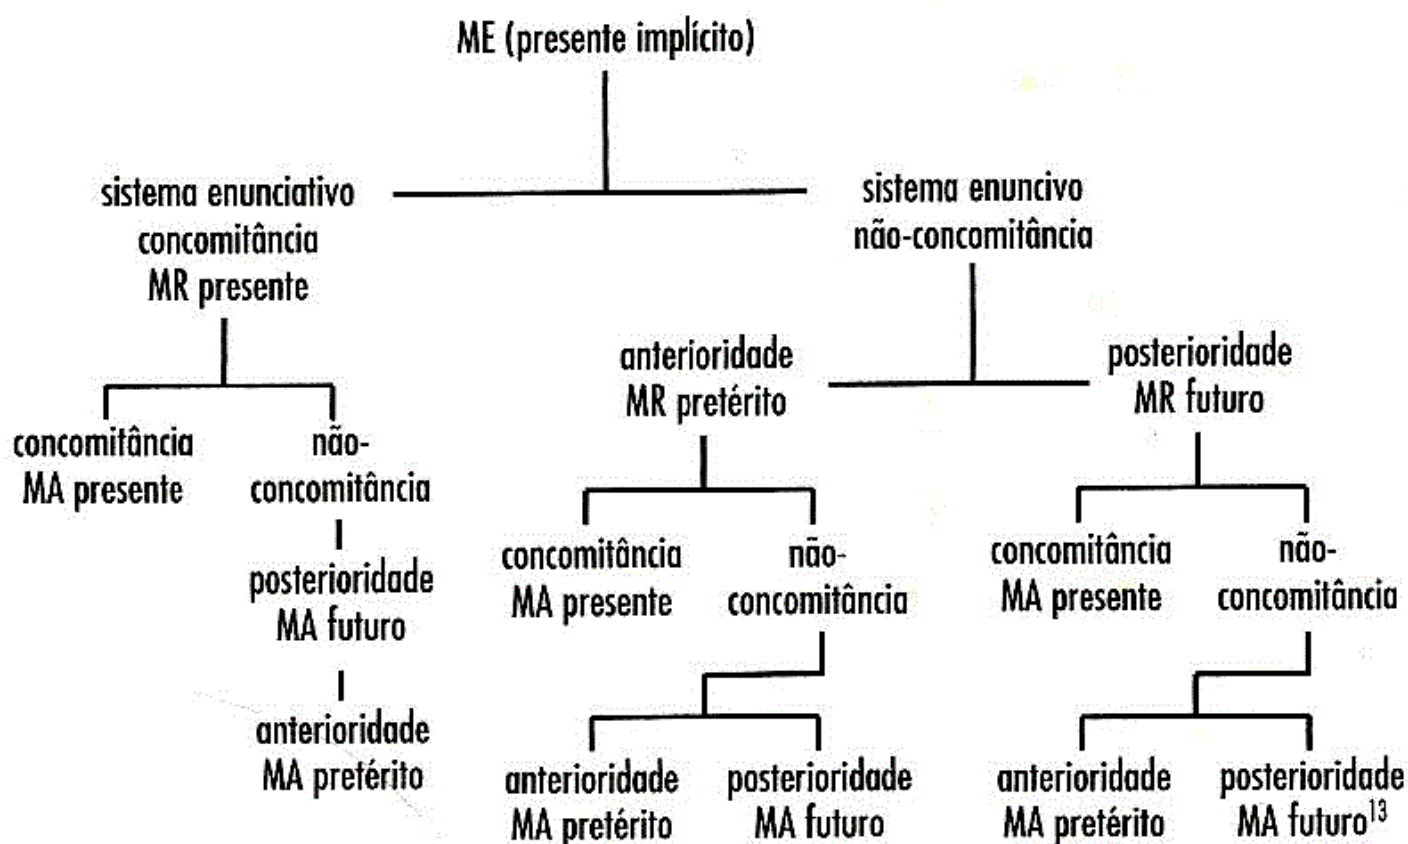 ME (presente implícito)
sistema enunciativo
concomitância
MR presente
sistema enuncivo
não-concomitância
concomitância
MA presente
não-
concomitância
posterioridade
MA futuro
anterioridade
MA pretérito
anterioridade
MR pretérito
concomitância
MA presente
não-
concomitância
anterioridade
MA pretérito
posterioridade
MA futuro
posterioridade
MR futuro
concomitância
MA presente
não-
concomitância
anterioridade
MA pretérito
posterioridade
MA futuro¹³